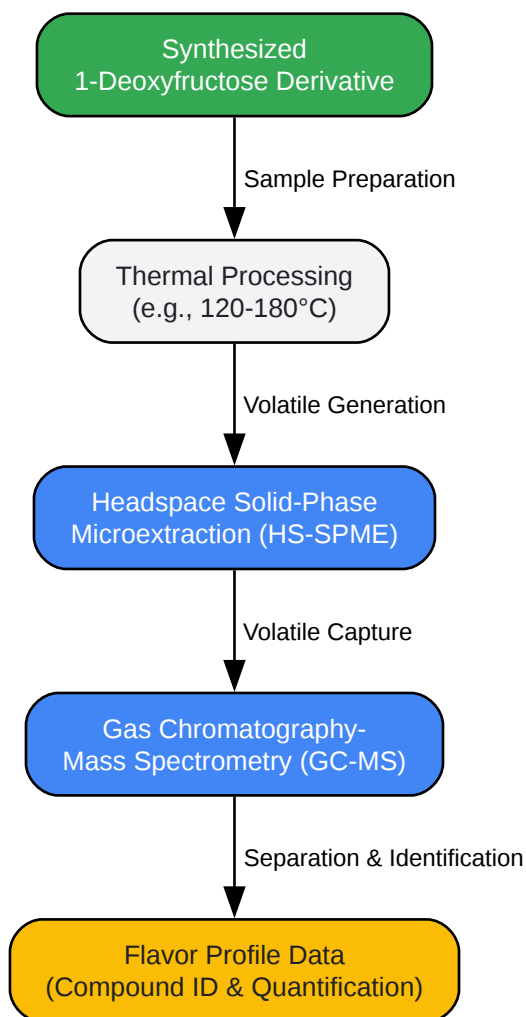 Synthesized
1-Deoxyfructose Derivative
Sample Preparation
Thermal Processing
(e.g., 120-180°C)
Volatile Generation
Headspace Solid-Phase
Microextraction (HS-SPME)
Volatile Capture
Gas Chromatography-
Mass Spectrometry (GC-MS)
Separation & Identification
Flavor Profile Data
(Compound ID & Quantification)